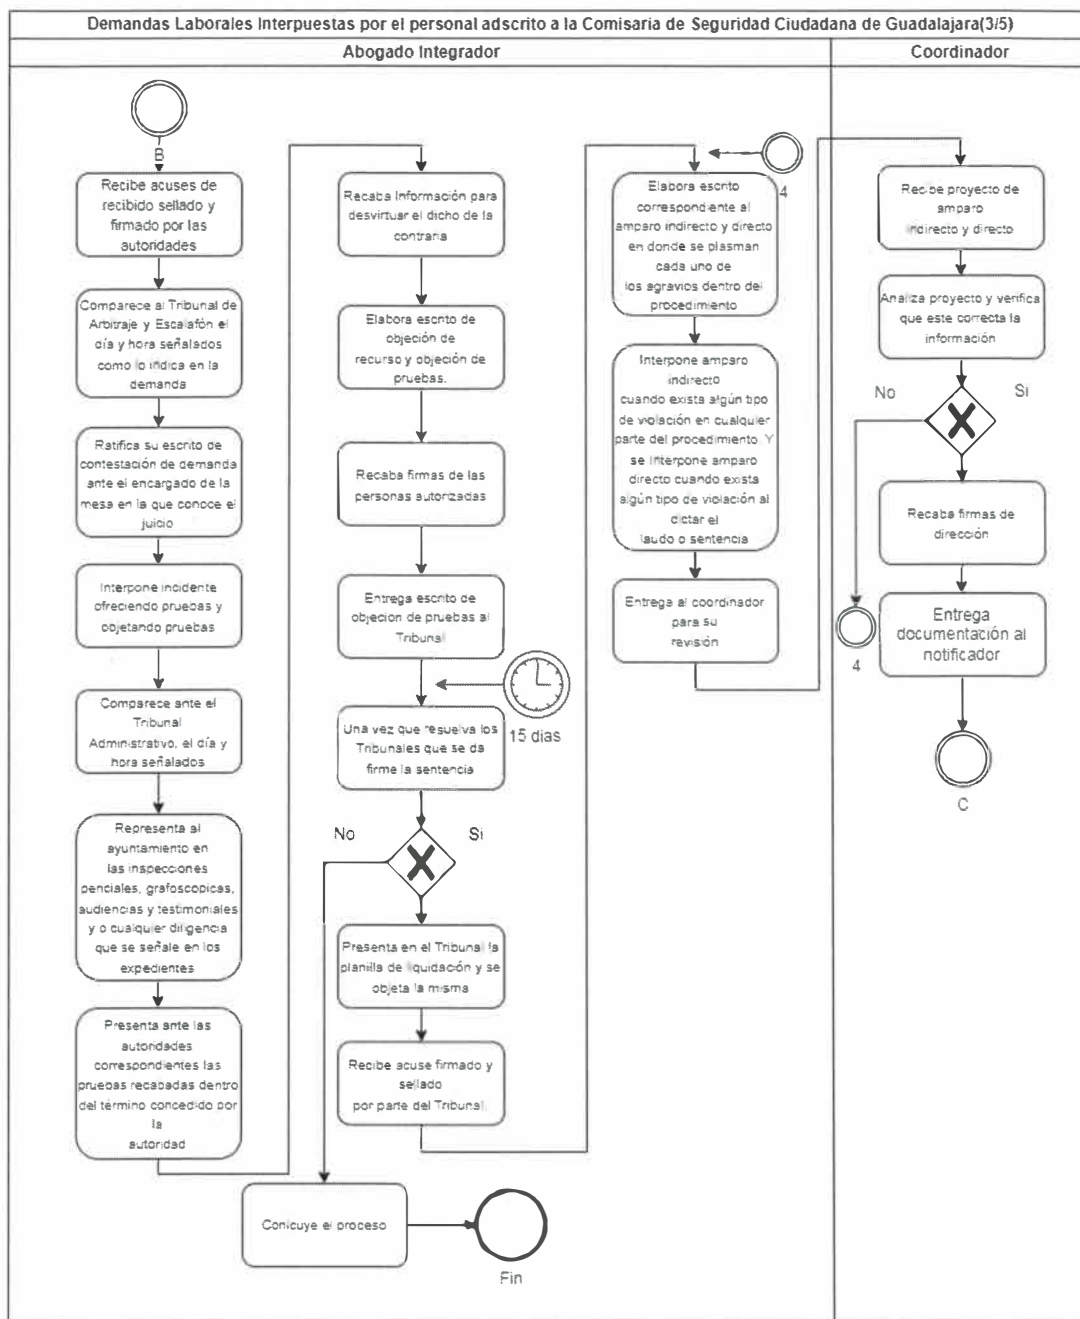 Demandas Laborales Interpuestas por el personal adscrito a la Comisaria de Seguridad Ciudadana de Guadalajara(3/5)
Abogado Integrador
Coordinador
B
Recibe acuses de
recibido sellado y
firmado por las
autoridades
Comparece al Tribunal de
Arbitraje y Escalafón el
día y hora señalados
como lo indica en la
demanda
Ratifica su escrito de
contestación de demanda
ante el encargado de la
mesa en la que conoce el
juicio
Interpone incidente
ofreciendo pruebas y
objetando pruebas
Comparece ante el
Tribunal
Administrativo, el día y
hora señalados
Representa al
ayuntamiento en
las inspecciones
periciales, grafoscopicas,
audiencias y testimoniales
y o cualquier diligencia
que se señale en los
expedientes
Presenta ante las
autoridades
correspondientes las
pruebas recabadas dentro
del término concedido por
la
autoridad
Recaba Información para
desvirtuar el dicho de la
contraria
Elabora escrito de
objeción de
recurso y objeción de
pruebas.
Recaba firmas de las
personas autorizadas
Entrega escrito de
objecion de pruebas al
Tribunal
15 dias
Una vez que resuelva los
Tribunales que se da
firme la sentencia
No
Si
Presenta en el Tribunal la
planilla de liquidación y se
objeta la misma
Recibe acuse firmado y
sellado
por parte del Tribunal.
Conlcuye el proceso
Fin
4
Elabora escrito
correspondiente al
amparo indirecto y directo
en donde se plasman
cada uno de
los agravios dentro del
procedimiento
Interpone amparo
indirecto
cuando exista algún tipo
de violación en cualquier
parte del procedimiento. Y
se Interpone amparo
directo cuando exista
algún tipo de violación al
dictar el
laudo o sentencia
Entrega al coordinador
para su
revisión
Recibe proyecto de
amparo
indirecto y directo
Analiza proyecto y verifica
que este correcta la
información
No
Si
4
Recaba firmas de
dirección
Entrega
documentación al
notificador
C